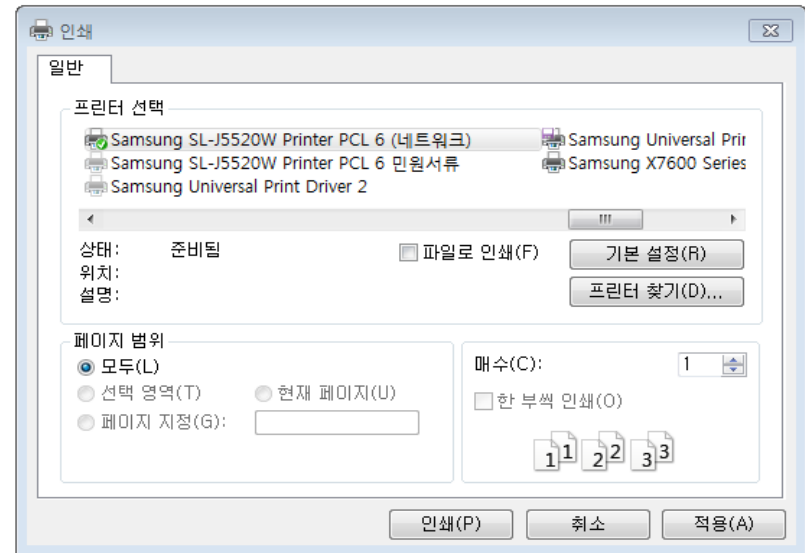 인쇄
일반
프린터 선택
Samsung SL-J5520W Printer PCL 6 (네트워크)
Samsung Universal Prin
Samsung SL-J5520W Printer PCL 6 민원서류
Samsung X7600 Series
Samsung Universal Print Driver 2
상태: 준비됨
파일로 인쇄(F)
기본 설정(R)
위치:
설명:
프린터 찾기(D)...
페이지 범위
모두(L)
선택 영역(T)
현재 페이지(U)
페이지 지정(G):
매수(C): 1
한 부씩 인쇄(O)
1 1 2 2 3 3
인쇄(P)
취소
적용(A)